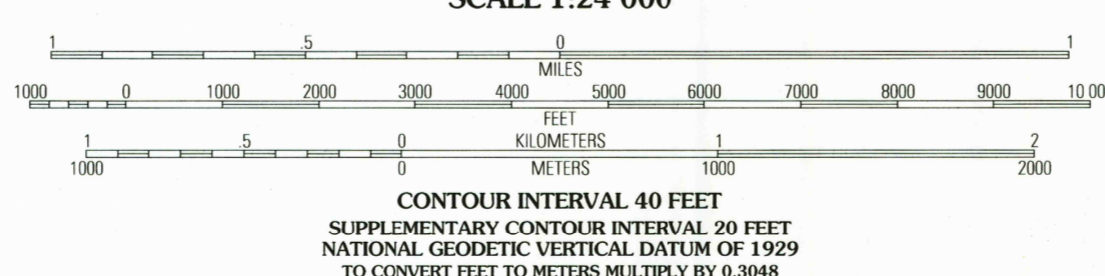 SCALE 1:24 000
1 .5 0 1
MILES
1000 0 1000 2000 3000 4000 5000 6000 7000 8000 9000 10 00
FEET
1 .5 0 KILOMETERS 1 2
1000 0 METERS 1000 2000
CONTOUR INTERVAL 40 FEET
SUPPLEMENTARY CONTOUR INTERVAL 20 FEET
NATIONAL GEODETIC VERTICAL DATUM OF 1929
TO CONVERT FEET TO METERS MULTIPLY BY 0.3048